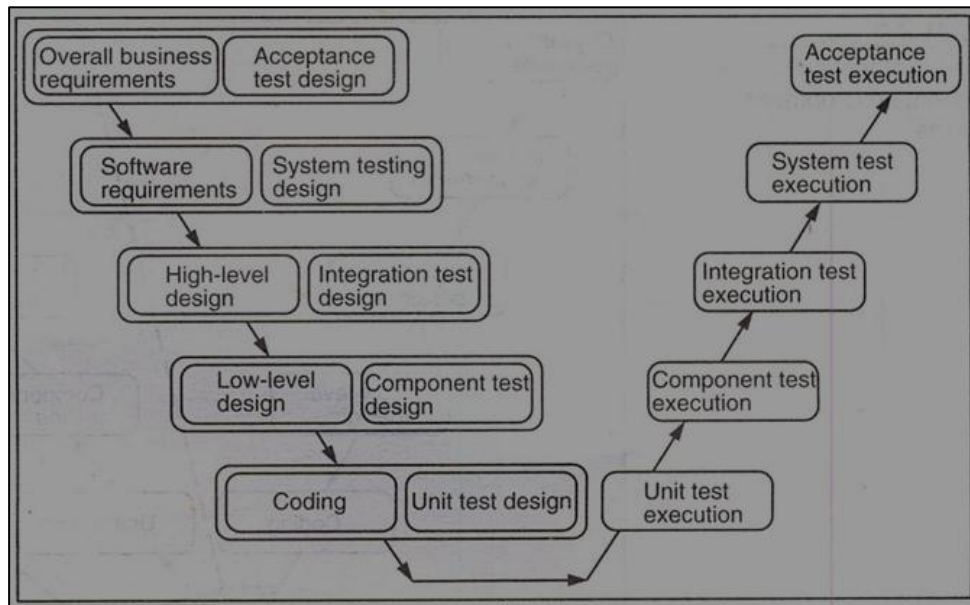 Overall business
requirements
Acceptance
test design
Acceptance
test execution
Software
requirements
System testing
design
System test
execution
High-level
design
Integration test
design
Integration test
execution
Low-level
design
Component test
design
Component test
execution
Coding
Unit test design
Unit test
execution